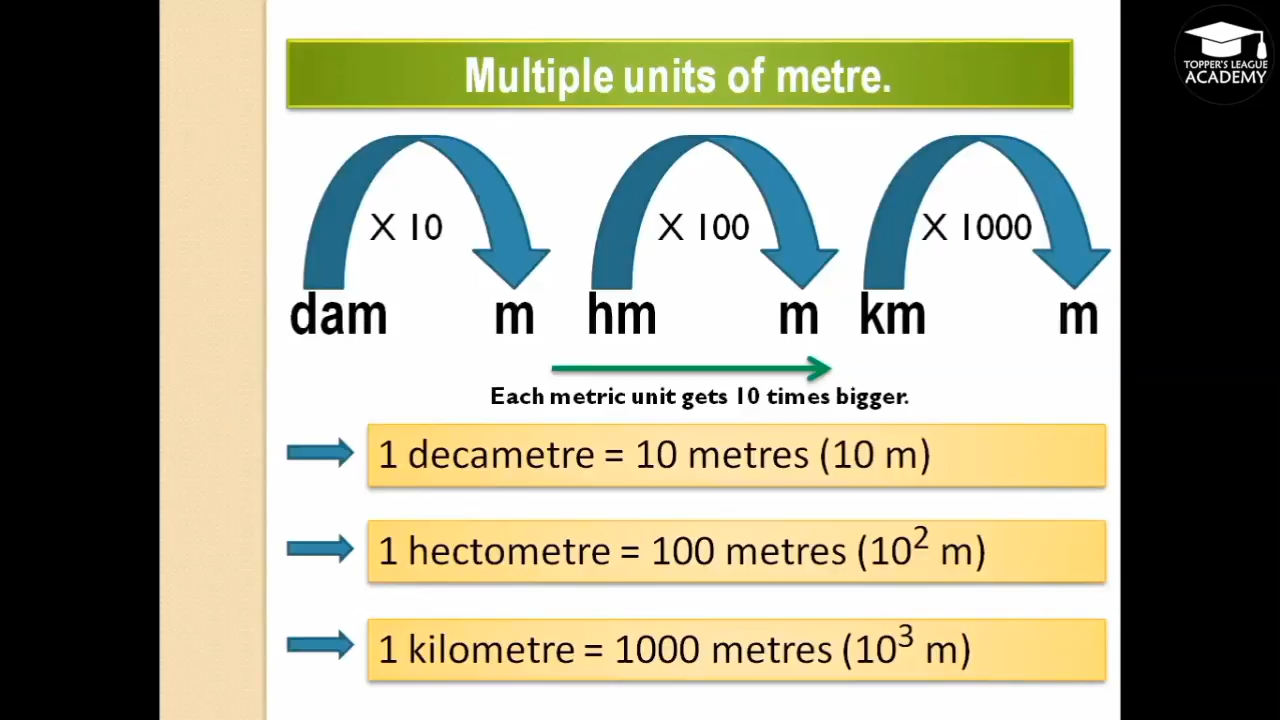 TOPPER'S LEAGUE
ACADEMY
Multiple units of metre.
X 10 X 100 X 1000
dam m hm m km m
Each metric unit gets 10 times bigger.
1 decametre = 10 metres (10 m)
1 hectometre = 100 metres (10² m)
1 kilometre = 1000 metres (10³ m)